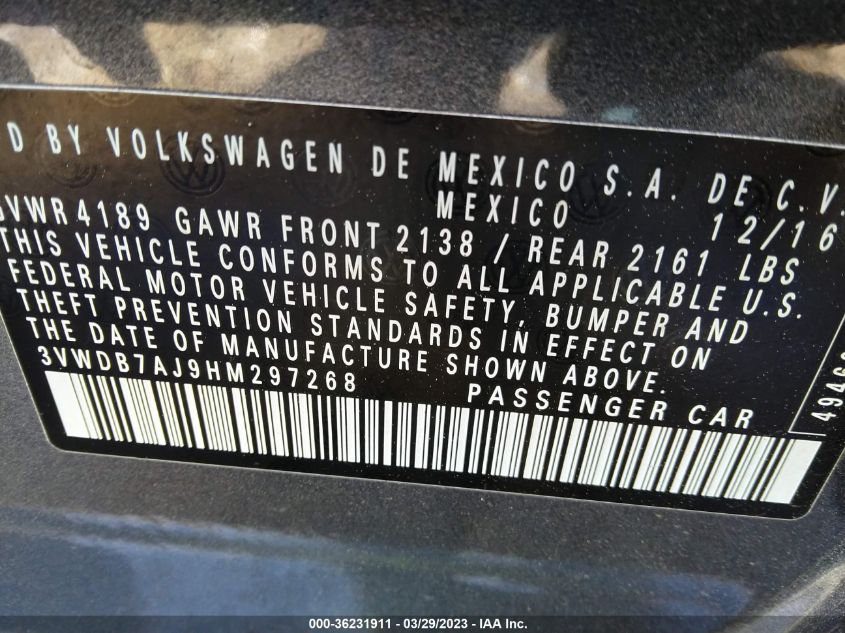 D BY VOLKSWAGEN DE MEXICO S.A. DE C.V.
MEXICO 12/16
GVWR 4189 GAWR FRONT 2138 / REAR 2161 LBS
THIS VEHICLE CONFORMS TO ALL APPLICABLE U.S.
FEDERAL MOTOR VEHICLE SAFETY, BUMPER AND
THEFT PREVENTION STANDARDS IN EFFECT ON
THE DATE OF MANUFACTURE SHOWN ABOVE.
3VWDB7AJ9HM297268 PASSENGER CAR
000-36231911 — 03/29/2023 — IAA Inc.